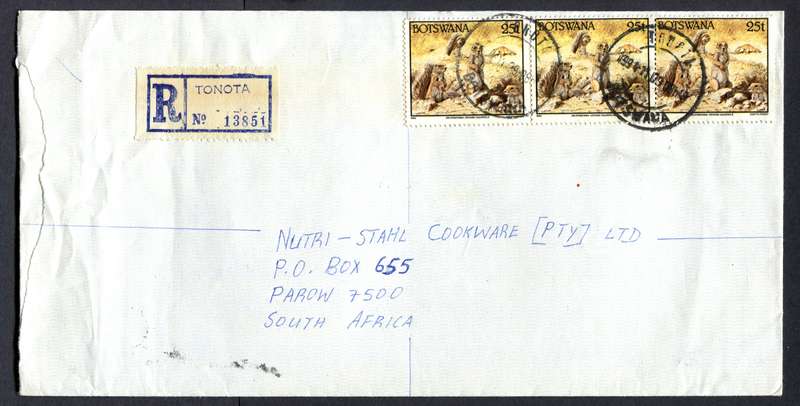 BOTSWANA 25t
BOTSWANA 25t
BOTSWANA 25t
R
TONOTA
No 13851
NUTRI-STAHL COOKWARE [PTY] LTD
P.O. BOX 655
PAROW 7500
SOUTH AFRICA